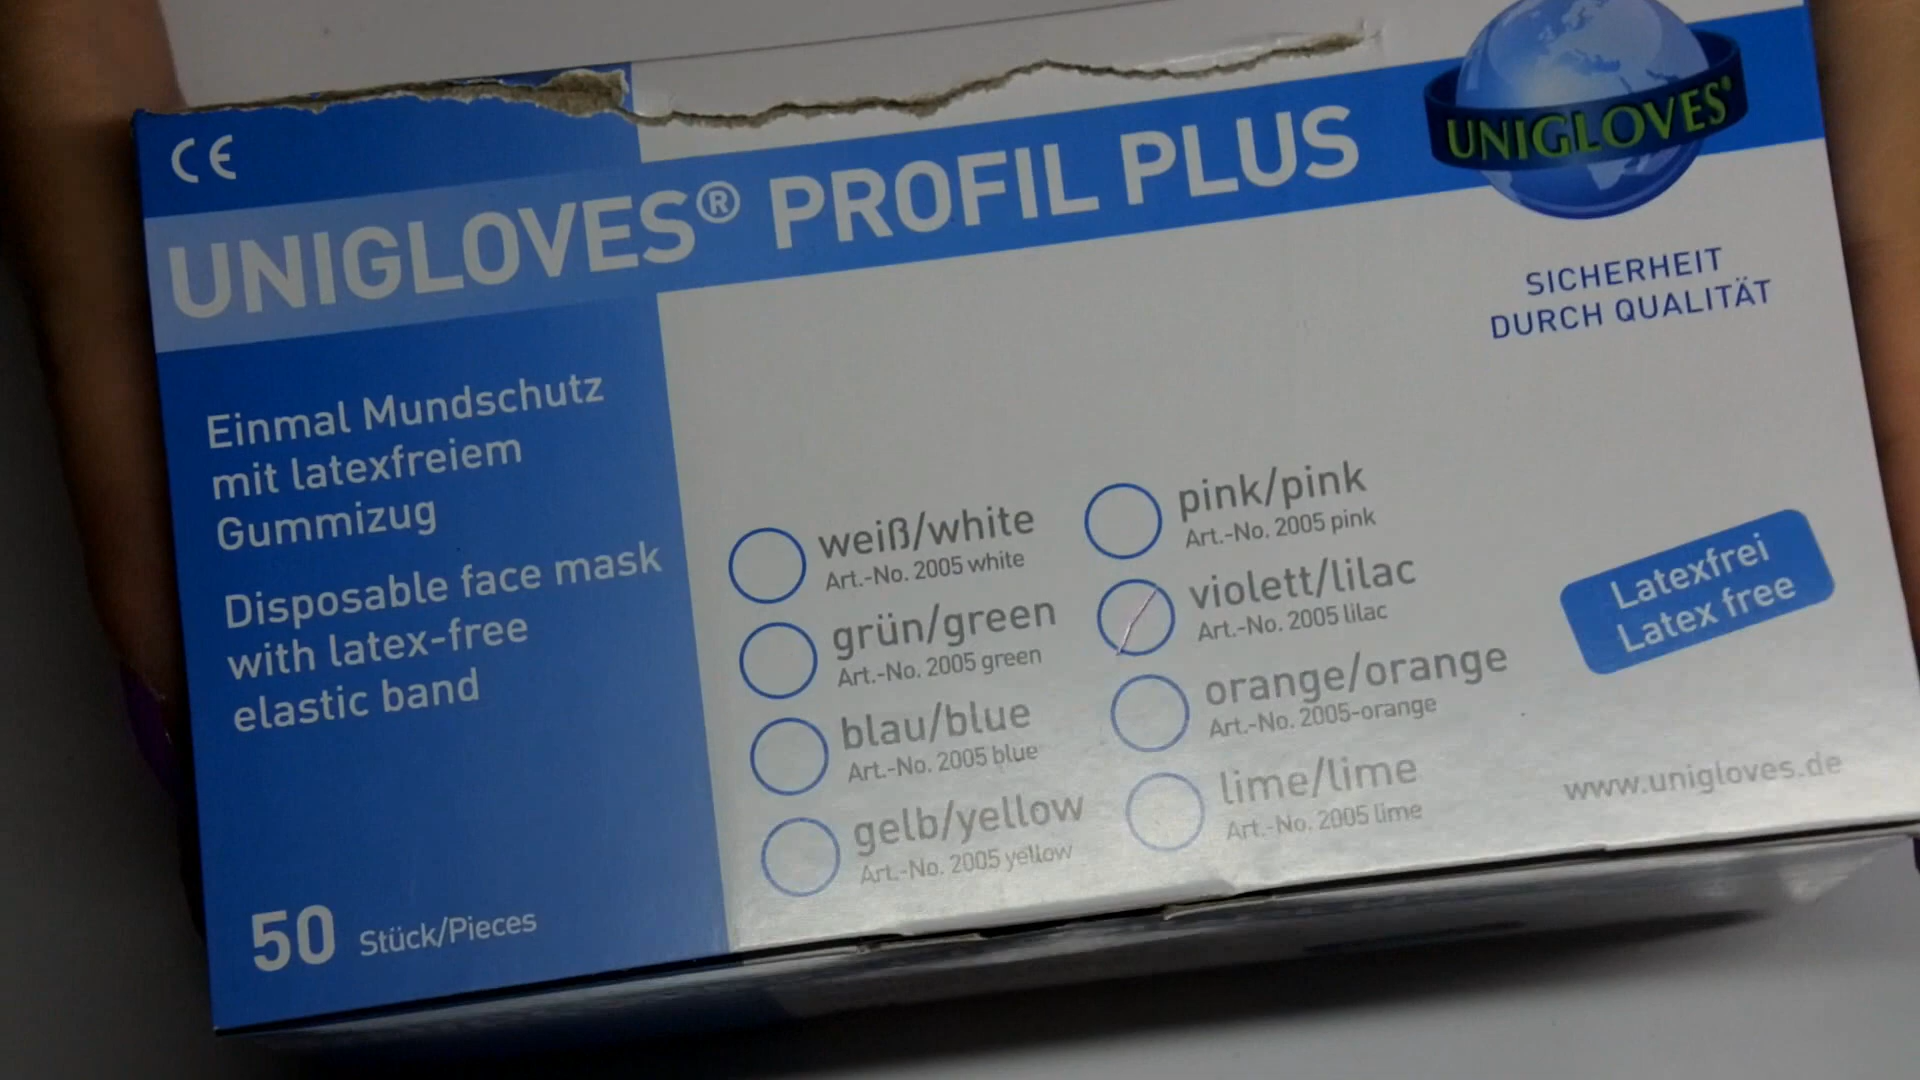 CE
UNIGLOVES® PROFIL PLUS
UNIGLOVES®
SICHERHEIT
DURCH QUALITÄT
Einmal Mundschutz
mit latexfreiem
Gummizug
Disposable face mask
with latex-free
elastic band
50 Stück/Pieces
weiß/white
Art.-No. 2005 white
grün/green
Art.-No. 2005 green
blau/blue
Art.-No. 2005 blue
gelb/yellow
Art.-No. 2005 yellow
pink/pink
Art.-No. 2005 pink
violett/lilac
Art.-No. 2005 lilac
orange/orange
Art.-No. 2005-orange
lime/lime
Art.-No. 2005 lime
Latexfrei
Latex free
www.unigloves.de